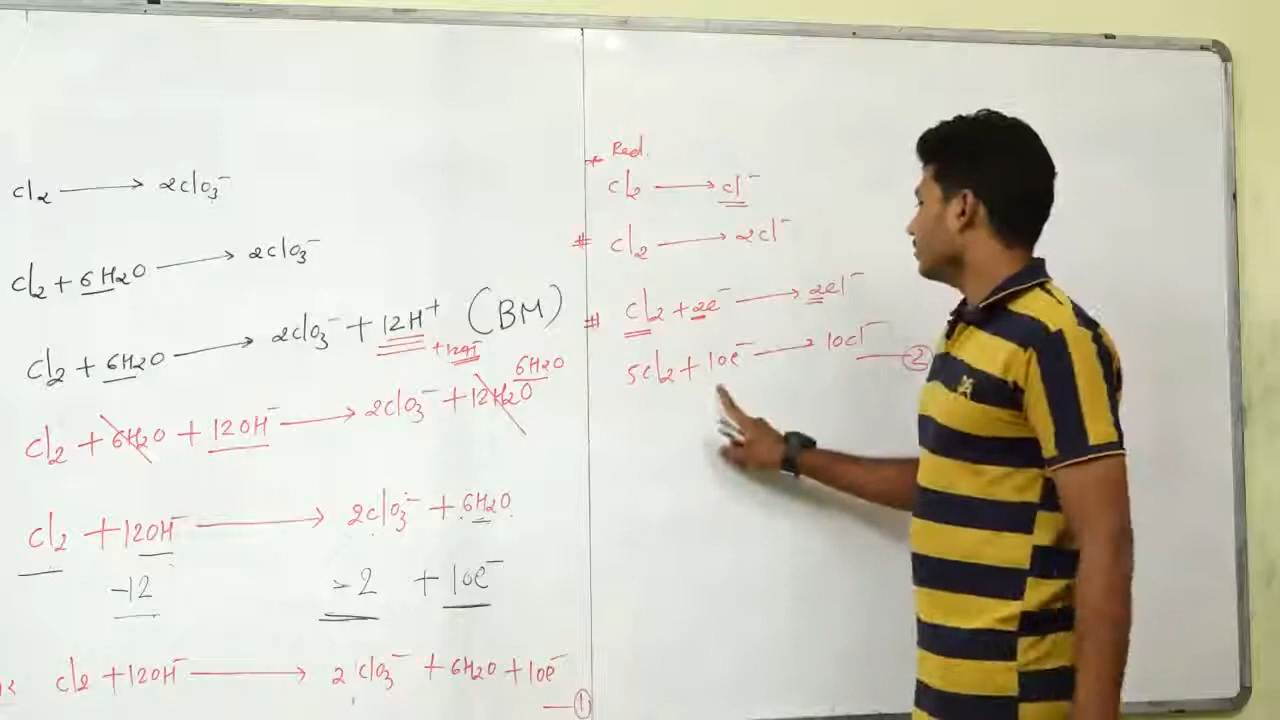 Cl₂ ⟶ 2ClO₃⁻
Cl₂ + 6H₂O ⟶ 2ClO₃⁻
Cl₂ + 6H₂O ⟶ 2ClO₃⁻ + 12H⁺ (BM)
+12OH⁻
6H₂O
Cl₂ + 6H₂O + 12OH⁻ ⟶ 2ClO₃⁻ + 12H₂O
Cl₂ + 12OH⁻ ⟶ 2ClO₃⁻ + 6H₂O
-12 -2 + 10e⁻
Cl₂ + 12OH⁻ ⟶ 2ClO₃⁻ + 6H₂O + 10e⁻
—①
* Red.
Cl₂ ⟶ Cl⁻
# Cl₂ ⟶ 2Cl⁻
# Cl₂ + 2e⁻ ⟶ 2Cl⁻
5Cl₂ + 10e⁻ ⟶ 10Cl⁻ —②